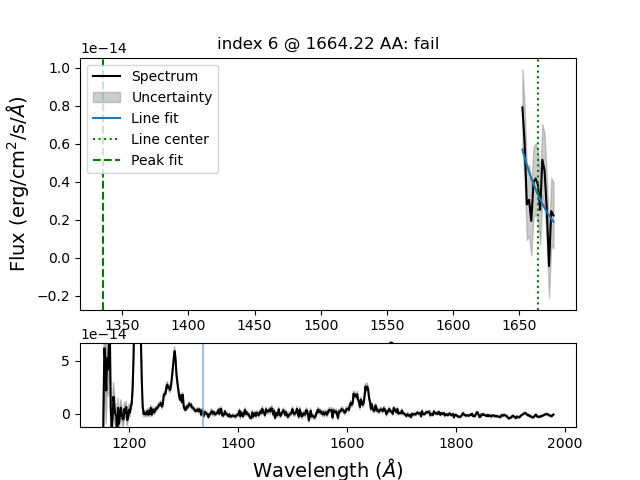 index 6 @ 1664.22 AA: fail
1e−14
Spectrum
Uncertainty
Line fit
Line center
Peak fit
1.0
0.8
0.6
0.4
0.2
0.0
−0.2
Flux (erg/cm²/s/Å)
1350 1400 1450 1500 1550 1600 1650
1e−14
5
0
1200 1400 1600 1800 2000
Wavelength (Å)